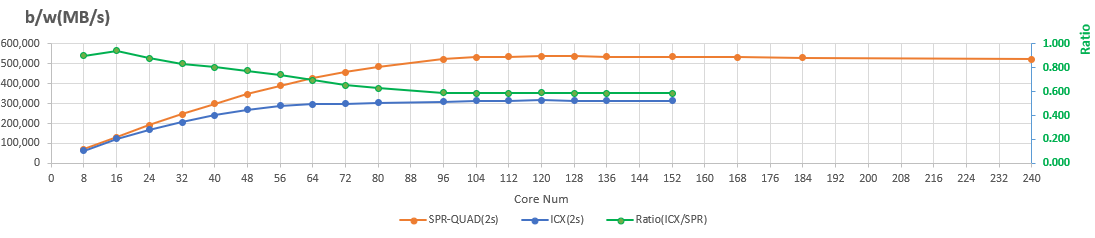 b/w(MB/s)
600,000
500,000
400,000
300,000
200,000
100,000
0
1.000
0.800
0.600
0.400
0.200
0.000
Ratio
0 8 16 24 32 40 48 56 64 72 80 88 96 104 112 120 128 136 144 152 160 168 176 184 192 200 208 216 224 232 240
Core Num
SPR-QUAD(2s) ICX(2s) Ratio(ICX/SPR)